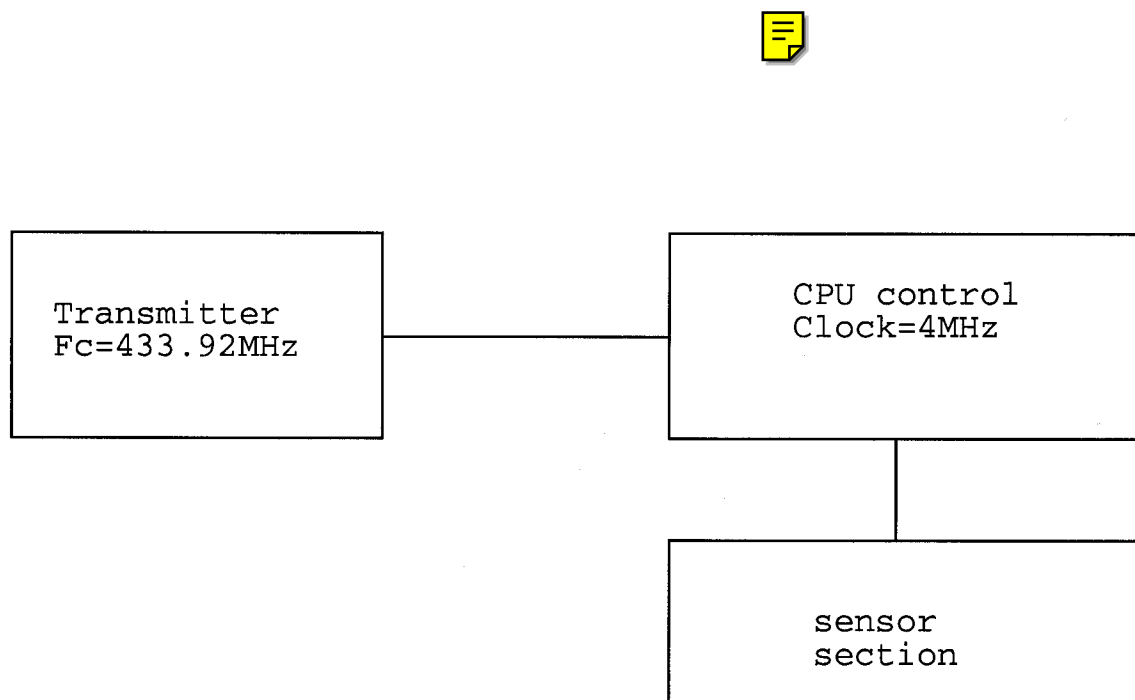 Transmitter
Fc=433.92MHz
CPU control
Clock=4MHz
sensor
section